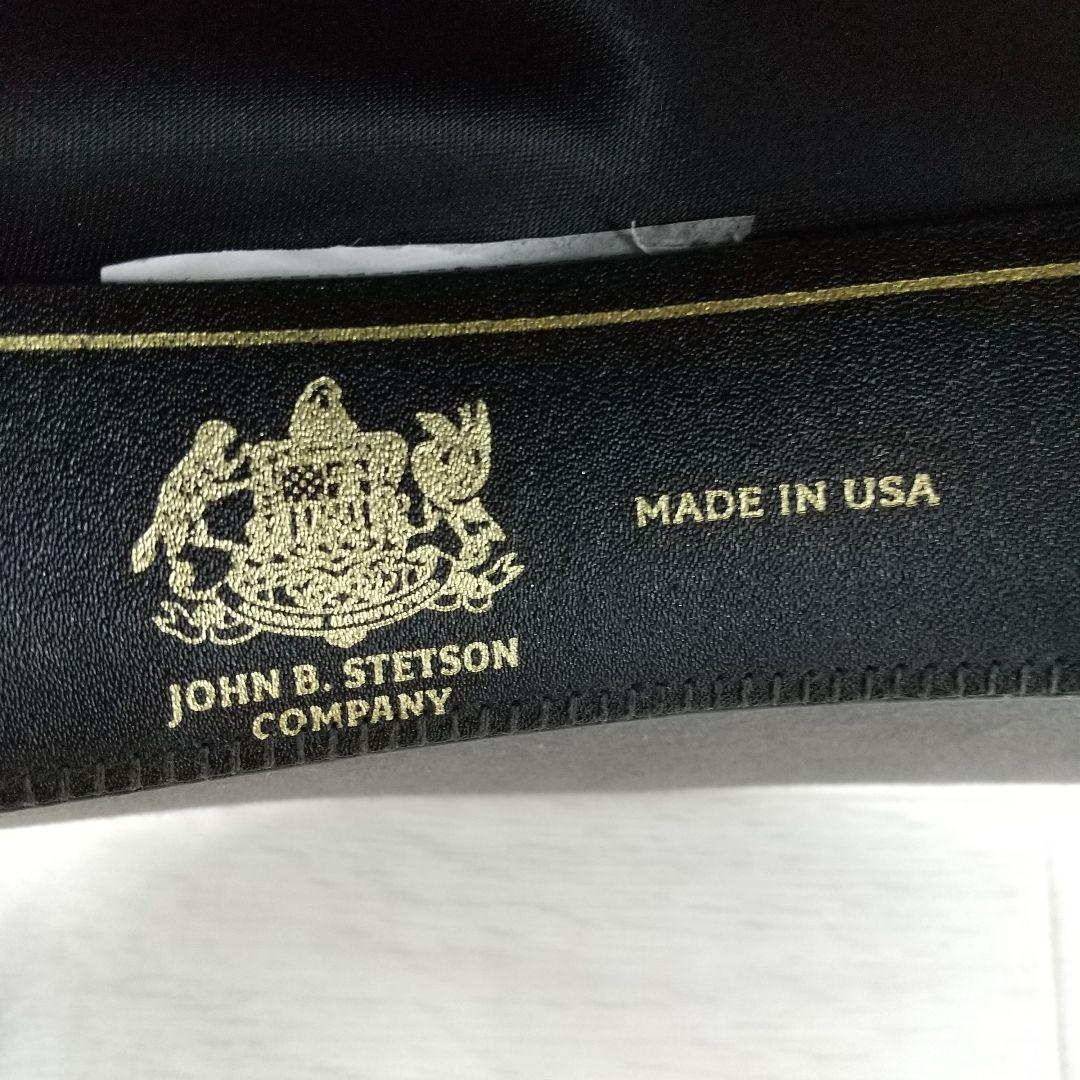 JOHN B. STETSON
COMPANY
MADE IN USA